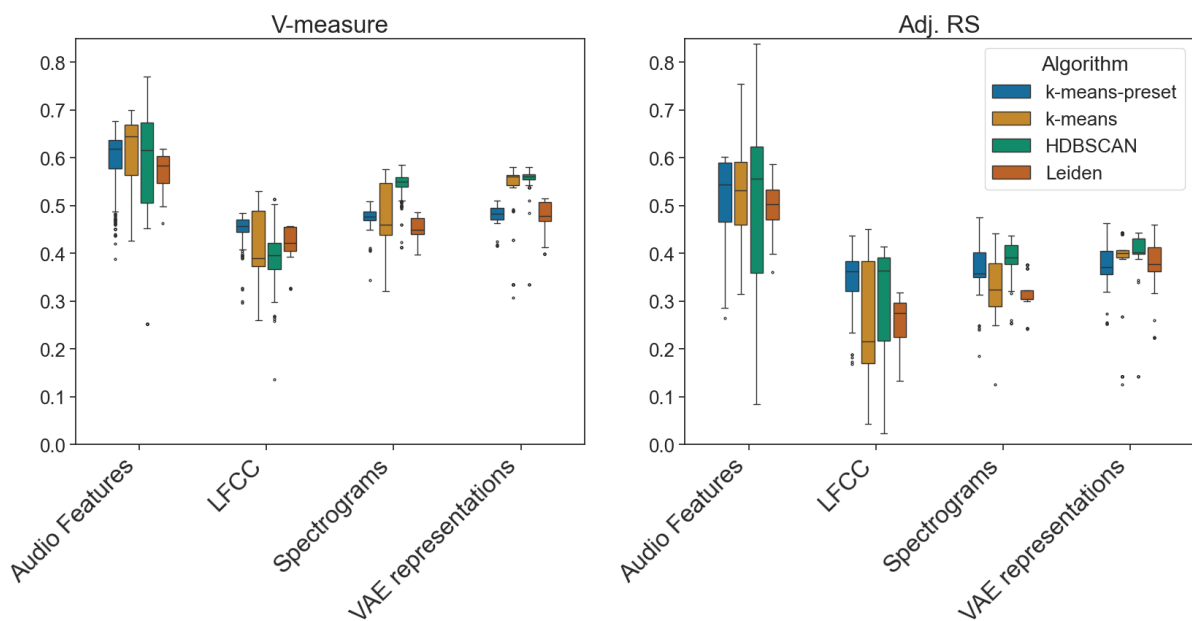 V-measure
0.8
0.7
0.6
0.5
0.4
0.3
0.2
0.1
0.0
Audio Features
LFCC
Spectrograms
VAE representations
Adj. RS
0.8
0.7
0.6
0.5
0.4
0.3
0.2
0.1
0.0
Algorithm
k-means-preset
k-means
HDBSCAN
Leiden
Audio Features
LFCC
Spectrograms
VAE representations